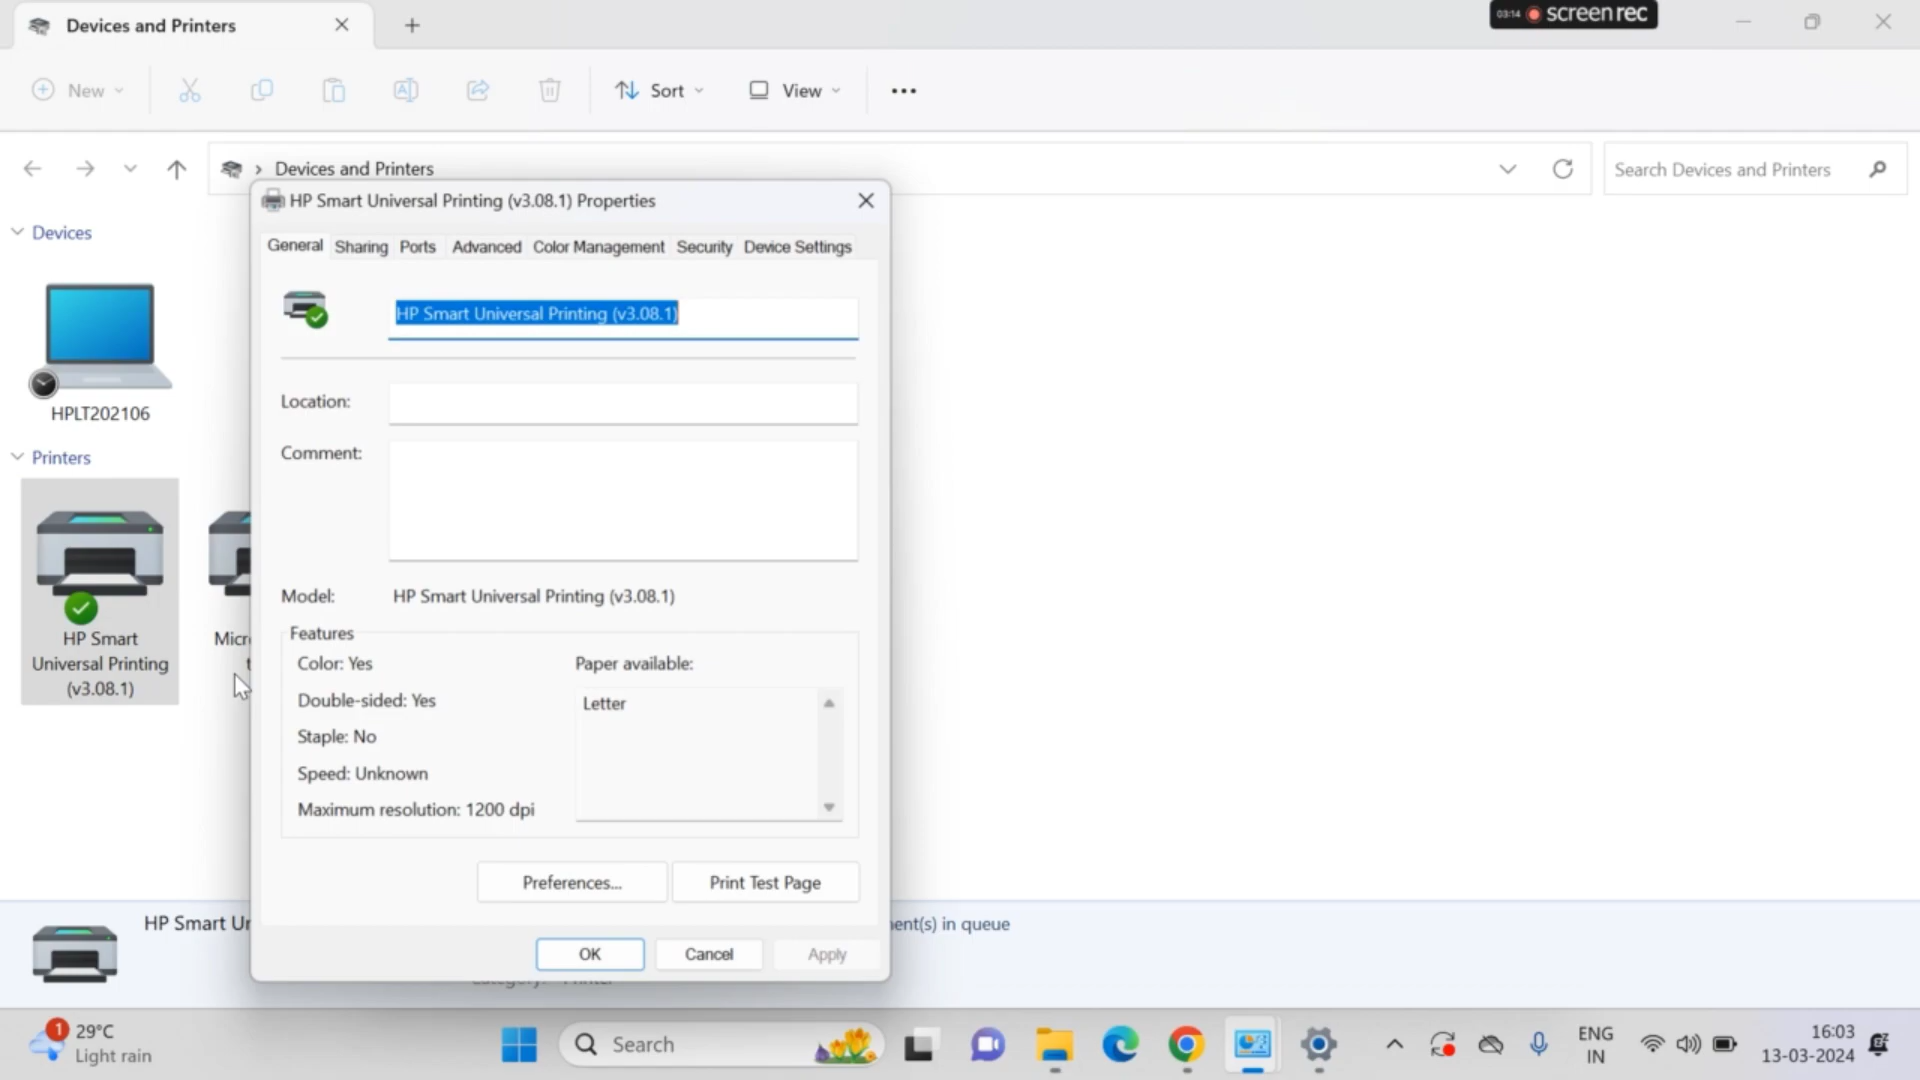 Devices and Printers
03:14 screenrec
New
Sort
View
Devices and Printers
Search Devices and Printers
Devices
HPLT202106
Printers
HP Smart
Universal Printing
(v3.08.1)
HP Smart Universal Printing (v3.08.1) Properties
General Sharing Ports Advanced Color Management Security Device Settings
HP Smart Universal Printing (v3.08.1)
Location:
Comment:
Model: HP Smart Universal Printing (v3.08.1)
Features
Color: Yes
Double-sided: Yes
Staple: No
Speed: Unknown
Maximum resolution: 1200 dpi
Paper available:
Letter
Preferences...
Print Test Page
OK
Cancel
Apply
HP Smart
in queue
1
29°C
Light rain
Search
ENG
IN
16:03
13-03-2024